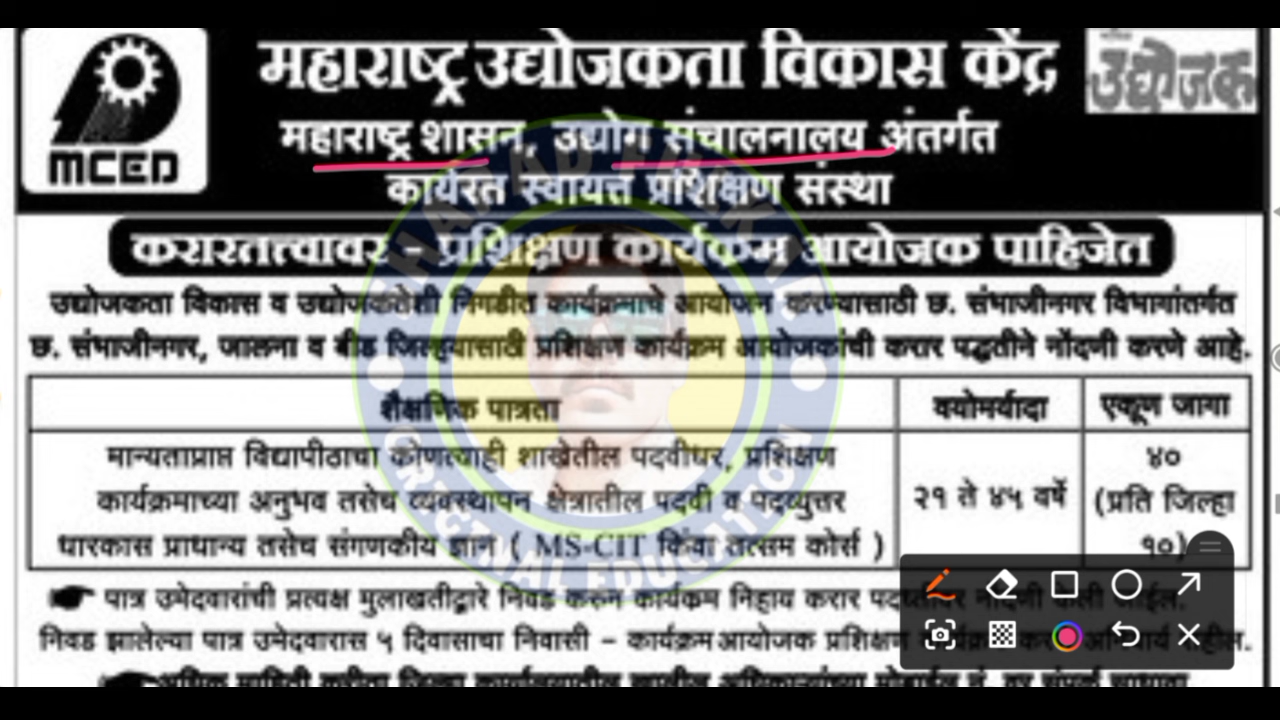 महाराष्ट्र उद्योजकता विकास केंद्र
उद्योजक
महाराष्ट्र शासन, उद्योग संचालनालय अंतर्गत
MCED
कार्यरत स्वायत्त प्रशिक्षण संस्था
करारतत्त्वावर - प्रशिक्षण कार्यकम आयोजक पाहिजेत
उद्योजकता विकास व उद्योजकतेशी निगडीत कार्यक्रमाचे आयोजन करण्यासाठी छ. संभाजीनगर विभागांतर्गत
छ. संभाजीनगर, जालना व बीड जिल्ह्यासाठी प्रशिक्षण कार्यक्रम आयोजकांची करार पद्धतीने नोंदणी करणे आहे.
शैक्षणिक पात्रता वयोमर्यादा एकूण जागा
मान्यताप्राप्त विद्यापीठाचा कोणत्याही शाखेतील पदवीधर, प्रशिक्षण
कार्यक्रमाच्या अनुभव तसेच व्यवस्थापन क्षेत्रातील पदवी व पदव्युत्तर
धारकास प्राधान्य तसेच संगणकीय ज्ञान ( MS-CIT किंवा तत्सम कोर्स )
२१ ते ४५ वर्षे
४०
(प्रति जिल्हा
१०)
पात्र उमेदवारांची प्रत्यक्ष मुलाखतीद्वारे निवड करुन कार्यकम निहाय करार
निवड झालेल्या पात्र उमेदवारास ५ दिवासाचा निवासी - कार्यक्रम आयोजक प्रशिक्षण
ORIGINAL EDUCATION